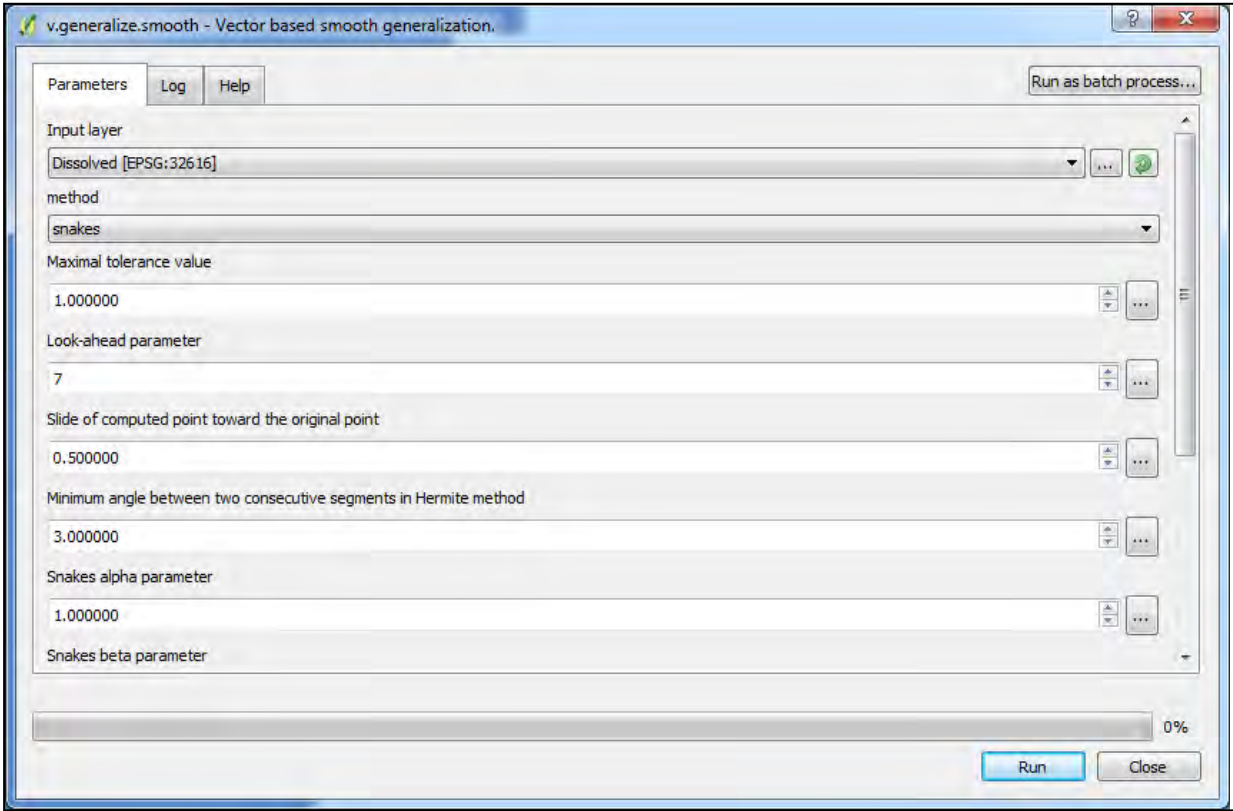 v.generalize.smooth - Vector based smooth generalization.
Parameters Log Help Run as batch process...
Input layer
Dissolved [EPSG:32616] ...
method
snakes
Maximal tolerance value
1.000000 ...
Look-ahead parameter
7 ...
Slide of computed point toward the original point
0.500000 ...
Minimum angle between two consecutive segments in Hermite method
3.000000 ...
Snakes alpha parameter
1.000000 ...
Snakes beta parameter
0%
Run Close